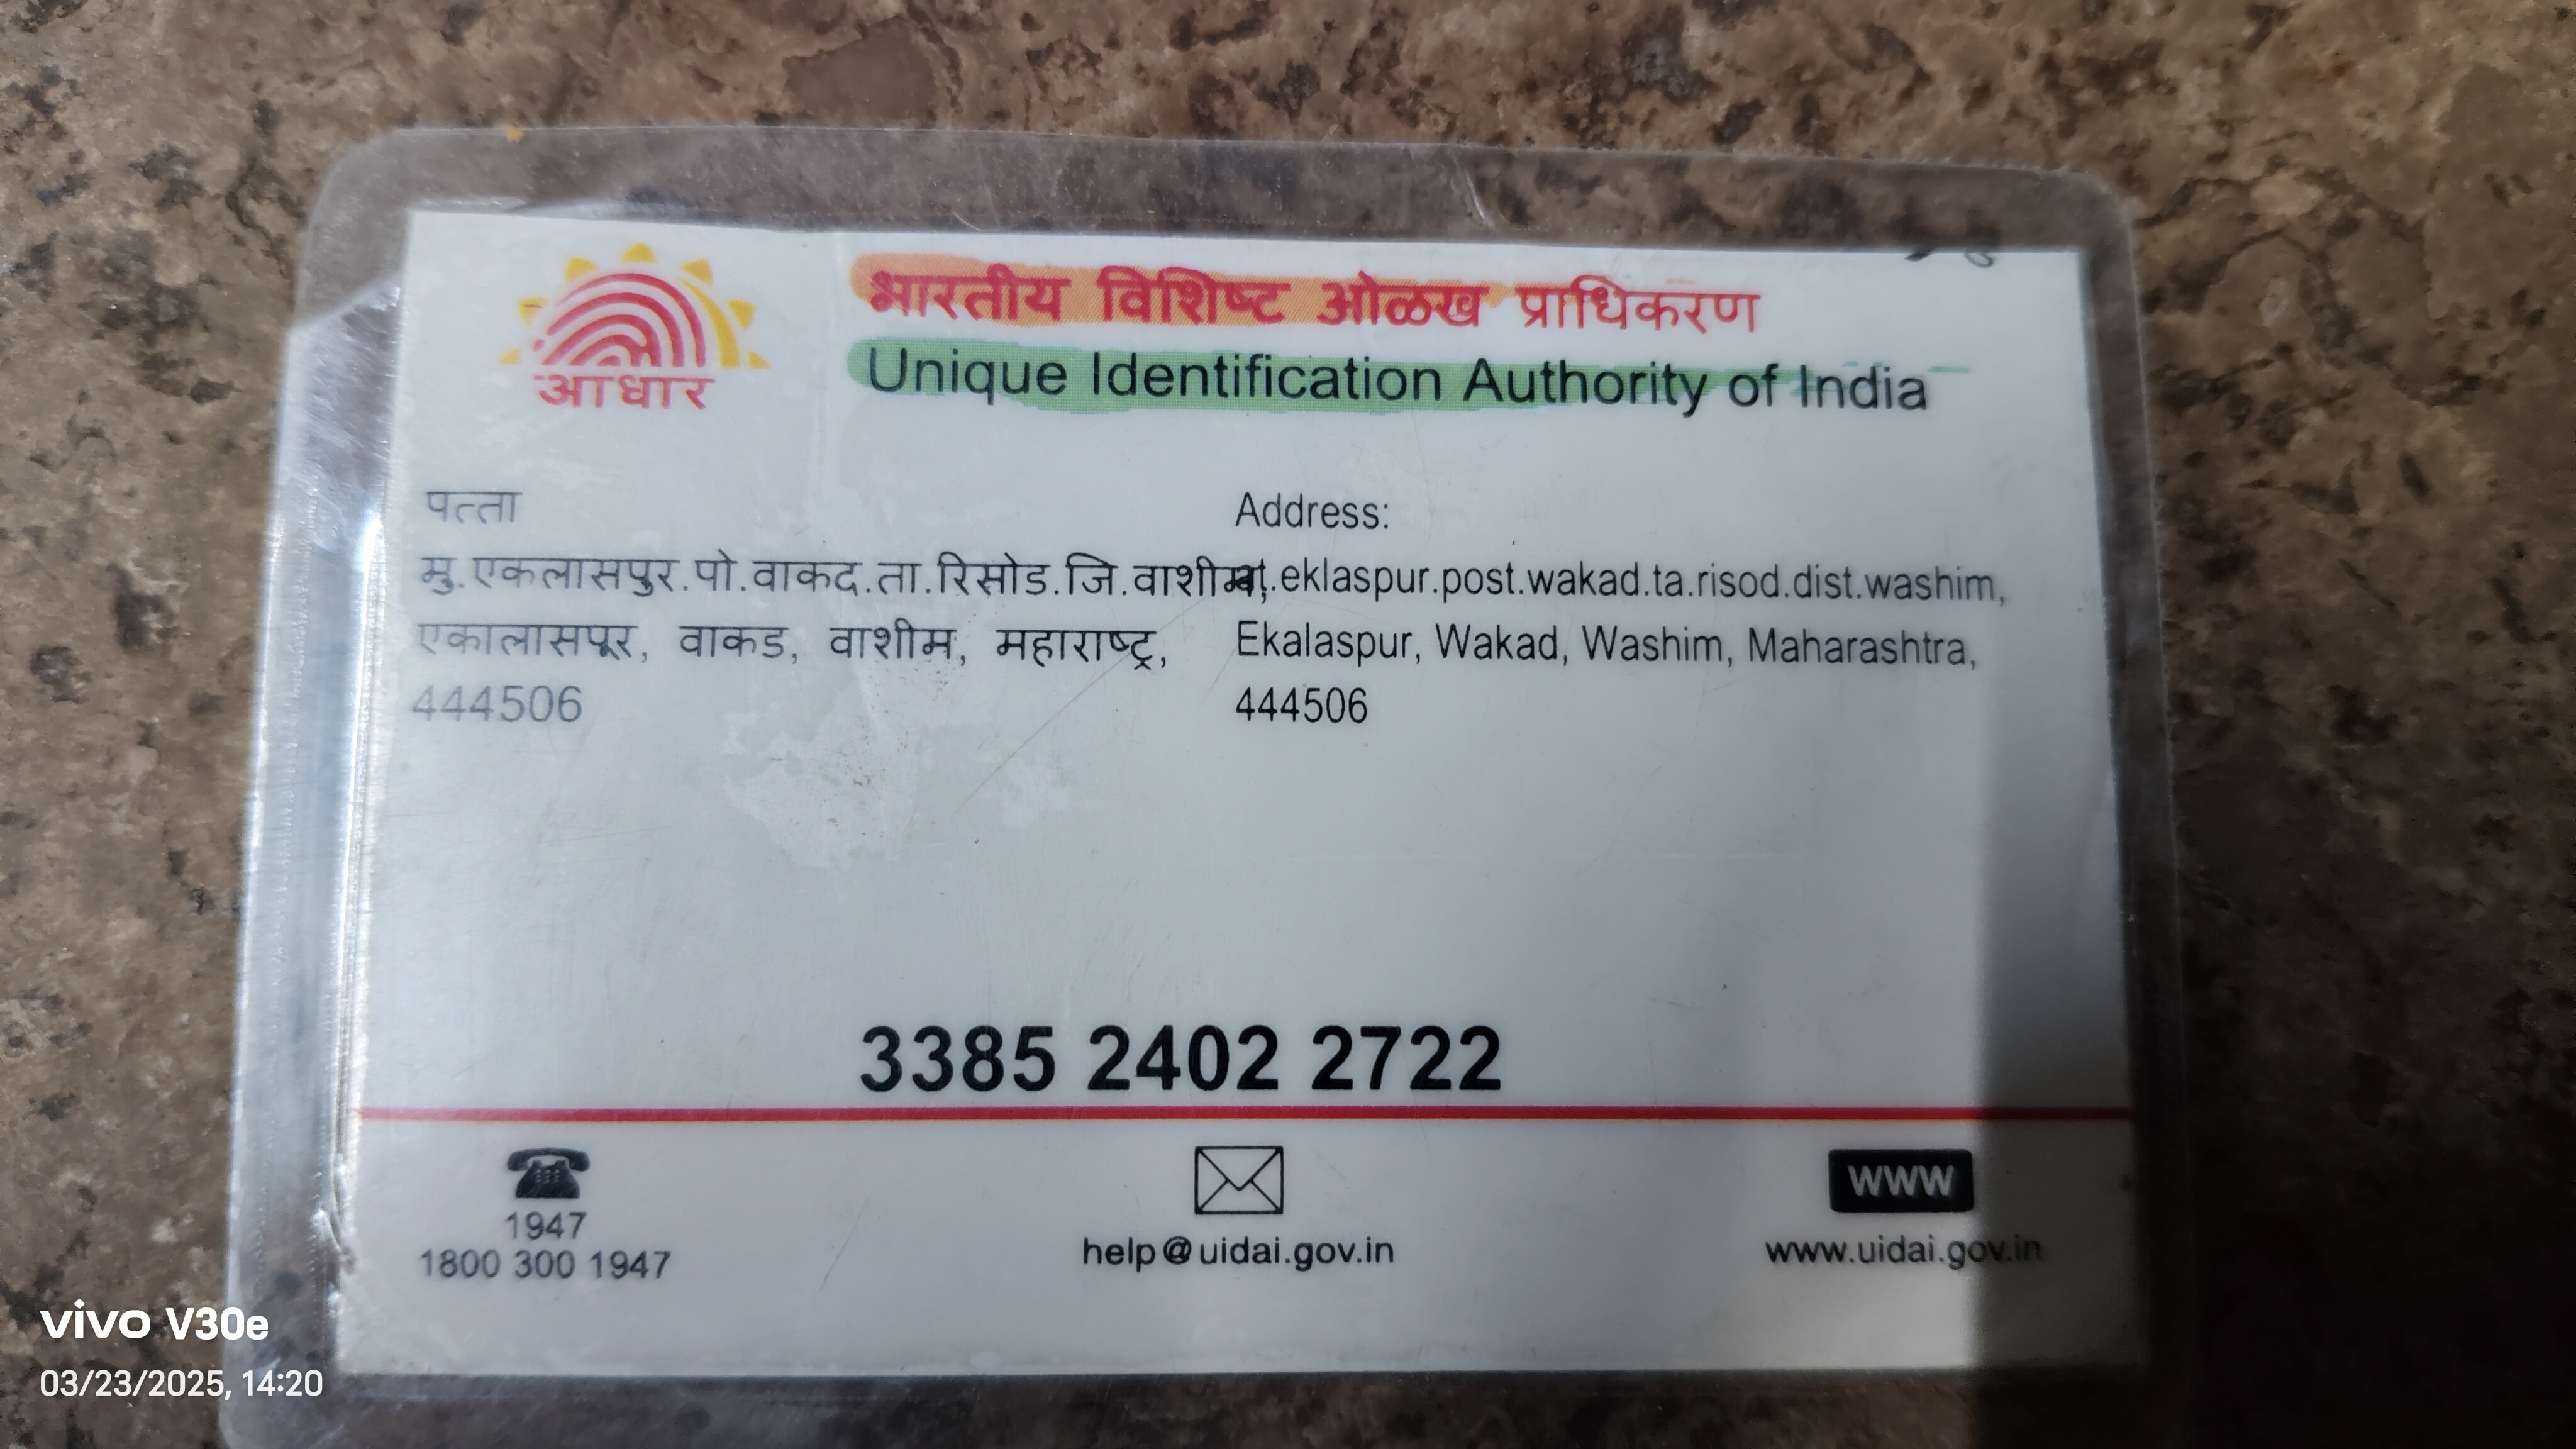 भारतीय विशिष्ट ओळख प्राधिकरण
Unique Identification Authority of India
आधार
पत्ता
मु.एकलासपुर.पो.वाकद.ता.रिसोड.जि.वाशीम,
एकालासपूर, वाकड, वाशीम, महाराष्ट्र,
444506
Address:
.eklaspur.post.wakad.ta.risod.dist.washim,
Ekalaspur, Wakad, Washim, Maharashtra,
444506
3385 2402 2722
1947
1800 300 1947
help@uidai.gov.in
WWW
www.uidai.gov.in
vivo V30e
03/23/2025, 14:20